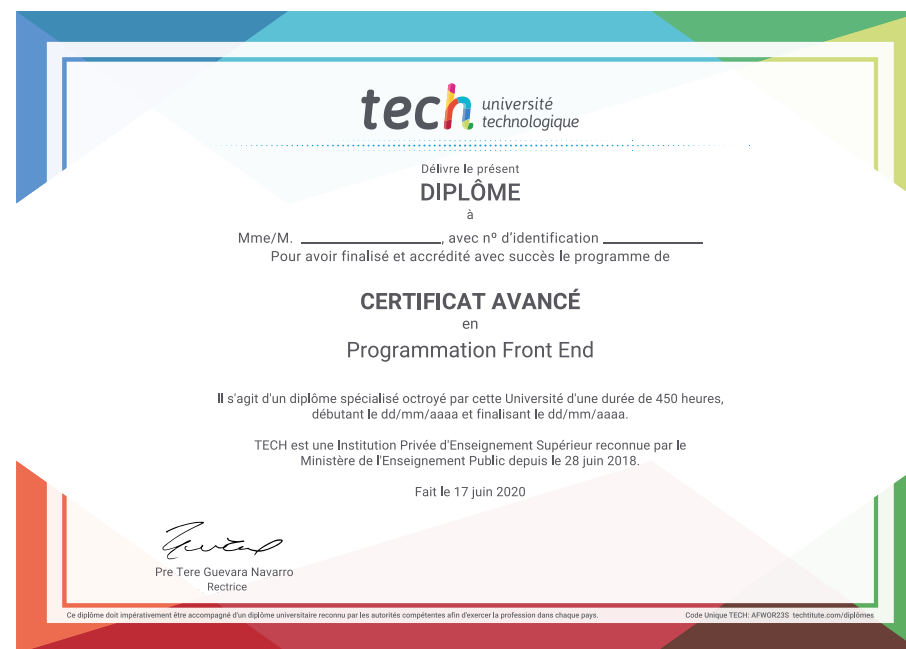 tech université
technologique
Délivre le présent
DIPLÔME
à
Mme/M. ____________________, avec nº d'identification ______________
Pour avoir finalisé et accrédité avec succès le programme de
CERTIFICAT AVANCÉ
en
Programmation Front End
Il s'agit d'un diplôme spécialisé octroyé par cette Université d'une durée de 450 heures,
débutant le dd/mm/aaaa et finalisant le dd/mm/aaaa.
TECH est une Institution Privée d'Enseignement Supérieur reconnue par le
Ministère de l'Enseignement Public depuis le 28 juin 2018.
Fait le 17 juin 2020
Pre Tere Guevara Navarro
Rectrice
Ce diplôme doit impérativement être accompagné d'un diplôme universitaire reconnu par les autorités compétentes afin d'exercer la profession dans chaque pays.
Code Unique TECH: AFWOR23S techtitute.com/diplômes